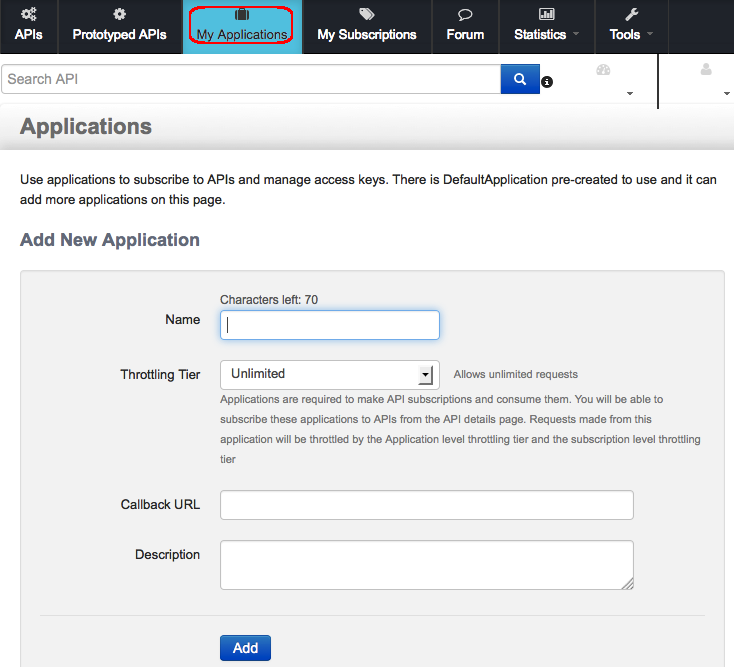 APIs Prototyped APIs My Applications My Subscriptions Forum Statistics Tools
Search API
Applications
Use applications to subscribe to APIs and manage access keys. There is DefaultApplication pre-created to use and it can
add more applications on this page.
Add New Application
Characters left: 70
Name
Throttling Tier Unlimited Allows unlimited requests
Applications are required to make API subscriptions and consume them. You will be able to
subscribe these applications to APIs from the API details page. Requests made from this
application will be throttled by the Application level throttling tier and the subscription level throttling
tier
Callback URL
Description
Add